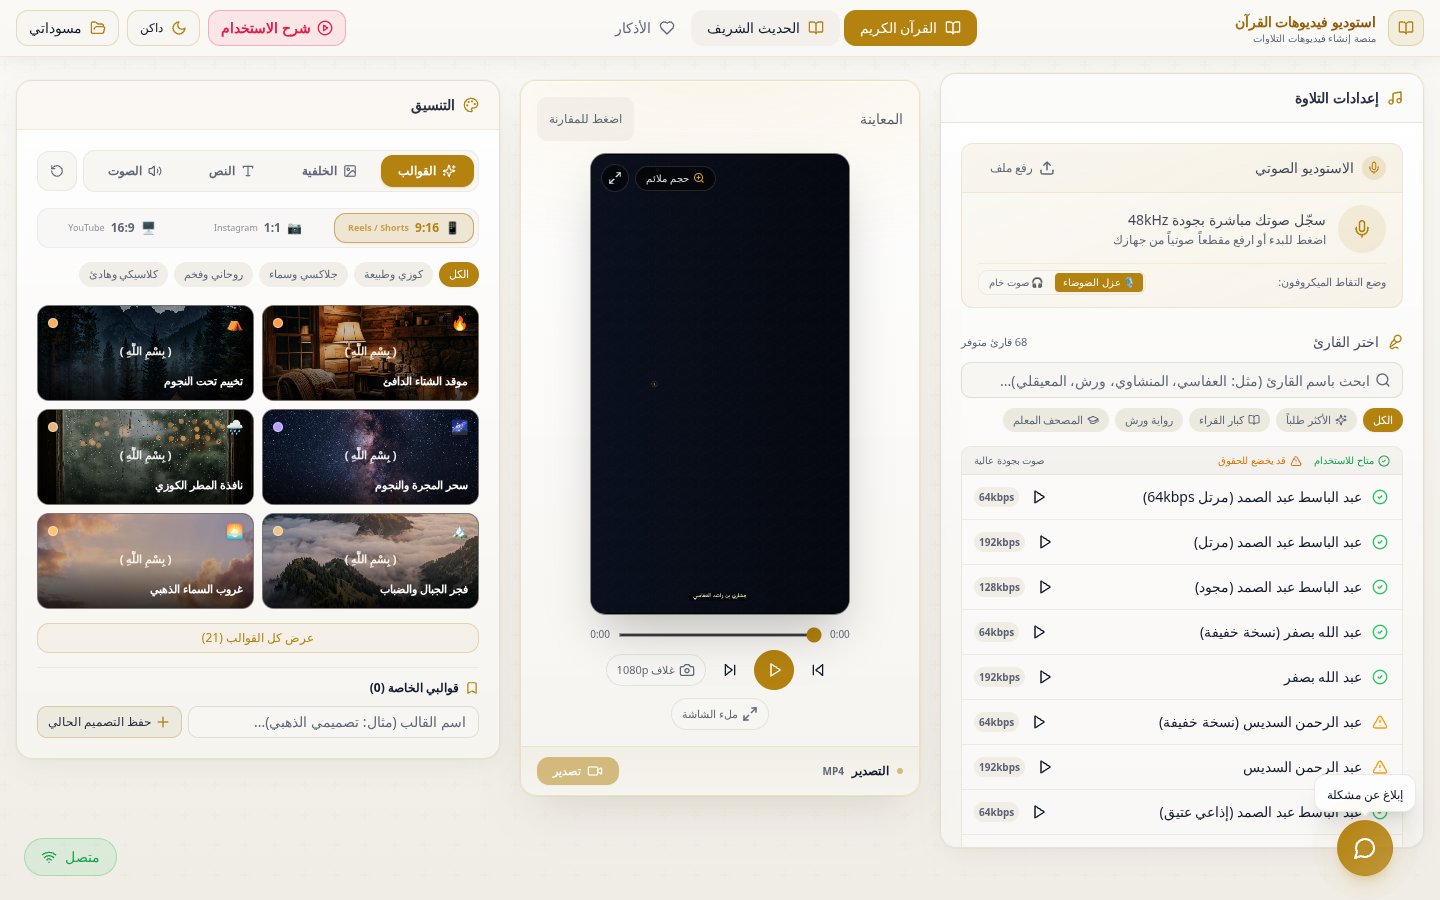 استوديو فيديوهات القرآن
منصة إنشاء فيديوهات التلاوات
القرآن الكريم
الحديث الشريف
الأذكار
شرح الاستخدام
داكن
مسوداتي
إعدادات التلاوة
الاستوديو الصوتي
رفع ملف
سجّل صوتك مباشرة بجودة 48kHz
اضغط للبدء أو ارفع مقطعاً صوتياً من جهازك
وضع التقاط الميكروفون:
عزل الضوضاء
صوت خام
اختر القارئ
68 قارئ متوفر
ابحث باسم القارئ (مثل: العفاسي، المنشاوي، ورش، المعيقلي)...
الكل
الأكثر طلباً
كبار القراء
رواية ورش
المصحف المعلم
متاح للاستخدام
قد يخضع للحقوق
صوت بجودة عالية
عبد الباسط عبد الصمد (مرتل 64kbps)
64kbps
عبد الباسط عبد الصمد (مرتل)
192kbps
عبد الباسط عبد الصمد (مجود)
128kbps
عبد الله بصفر (نسخة خفيفة)
64kbps
عبد الله بصفر
192kbps
عبد الرحمن السديس (نسخة خفيفة)
64kbps
عبد الرحمن السديس
192kbps
عبد الباسط عبد الصمد (إذاعي عتيق)
64kbps
إبلاغ عن مشكلة
المعاينة
اضغط للمقارنة
حجم ملائم
مشاري بن راشد العفاسي
0:00
0:00
غلاف 1080p
ملء الشاشة
التصدير
MP4
تصدير
التنسيق
القوالب
الخلفية
النص
الصوت
9:16
Reels / Shorts
1:1
Instagram
16:9
YouTube
الكل
كوزي وطبيعة
جلاكسي وسماء
روحاني وفخم
كلاسيكي وهادئ
( بِسْمِ اللَّهِ )
موقد الشتاء الدافئ
( بِسْمِ اللَّهِ )
تخييم تحت النجوم
( بِسْمِ اللَّهِ )
سحر المجرة والنجوم
( بِسْمِ اللَّهِ )
نافذة المطر الكوزي
( بِسْمِ اللَّهِ )
فجر الجبال والضباب
( بِسْمِ اللَّهِ )
غروب السماء الذهبي
عرض كل القوالب (21)
قوالبي الخاصة (0)
اسم القالب (مثال: تصميمي الذهبي)...
حفظ التصميم الحالي
متصل